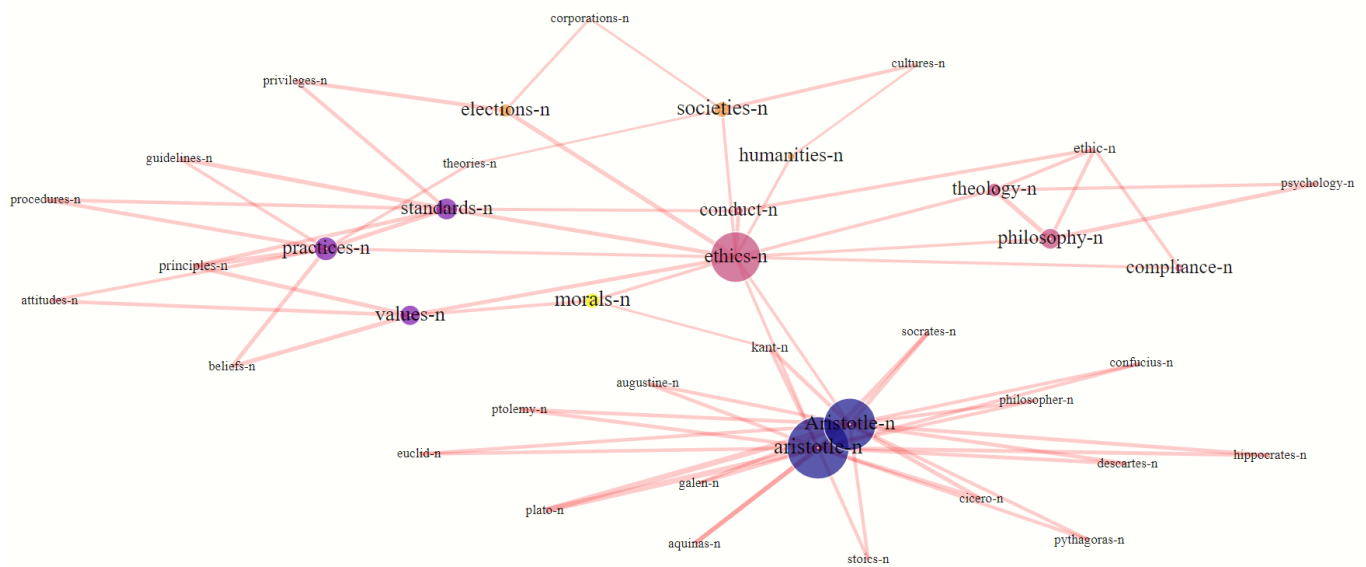 corporations-n
cultures-n
privileges-n
elections-n
societies-n
ethic-n
guidelines-n
theories-n
humanities-n
psychology-n
theology-n
procedures-n
standards-n
conduct-n
practices-n
ethics-n
philosophy-n
principles-n
compliance-n
attitudes-n
values-n
morals-n
socrates-n
kant-n
beliefs-n
confucius-n
augustine-n
philosopher-n
ptolemy-n
Aristotle-n
euclid-n
aristotle-n
hippocrates-n
descartes-n
galen-n
cicero-n
plato-n
pythagoras-n
aquinas-n
stoics-n